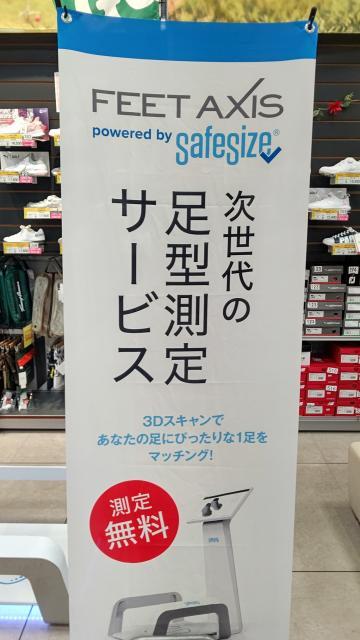 FEET AXIS
powered by safesize®
次世代の
足型測定
サービス
3Dスキャンで
あなたの足にぴったりな1足を
マッチング!
測定
無料